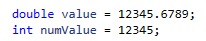 double value = 12345.6789;
int numValue = 12345;